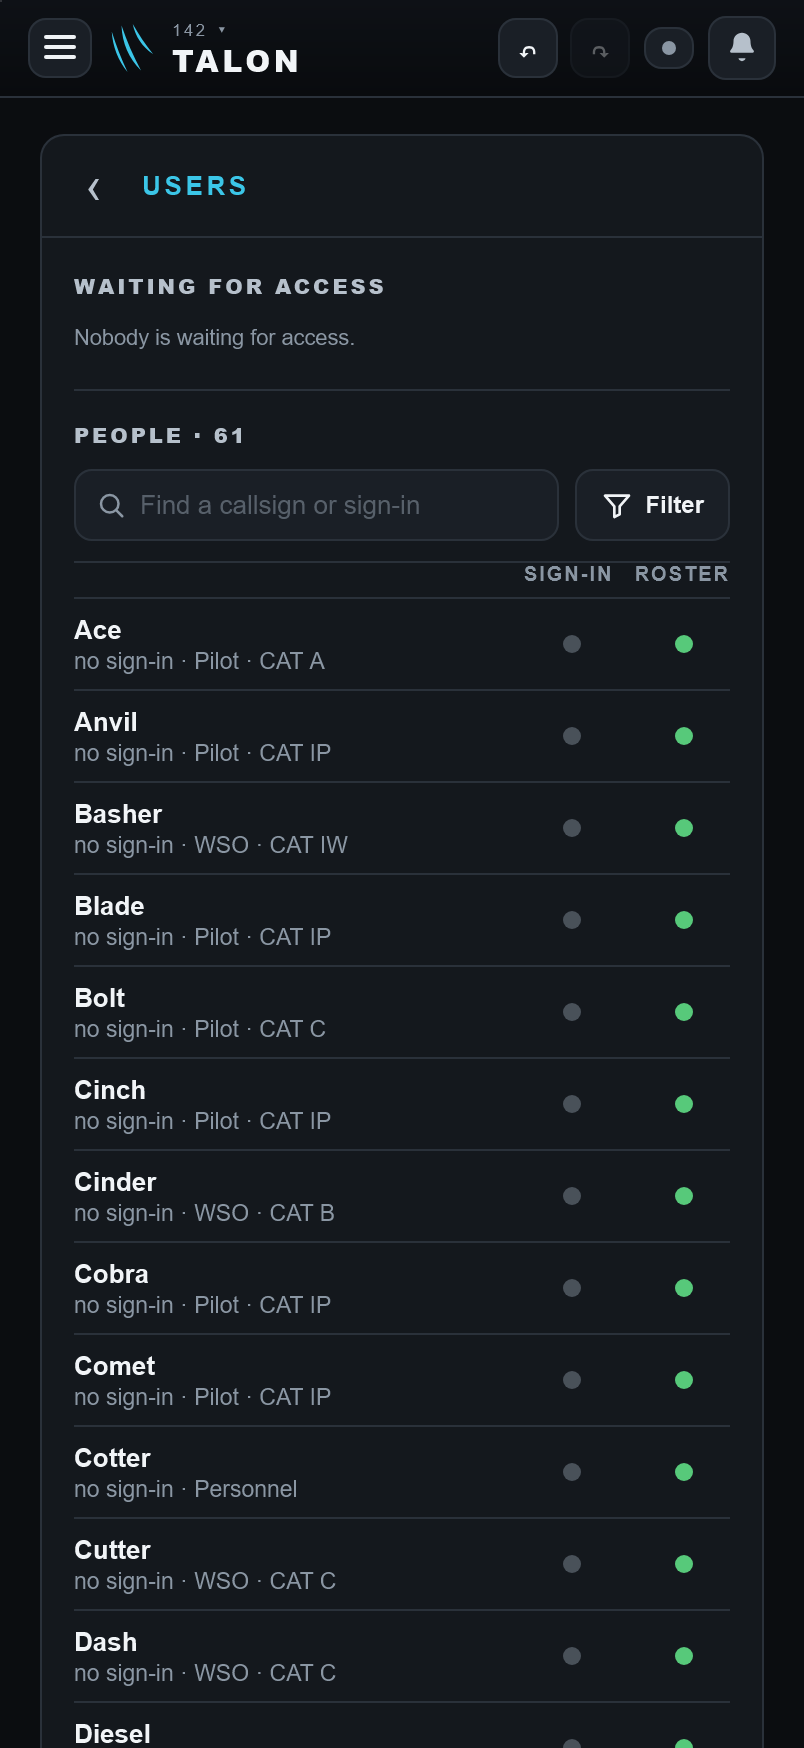 142 ▾
TALON
‹ USERS
WAITING FOR ACCESS
Nobody is waiting for access.
PEOPLE · 61
Find a callsign or sign-in
Filter
SIGN-IN ROSTER
Ace
no sign-in · Pilot · CAT A
Anvil
no sign-in · Pilot · CAT IP
Basher
no sign-in · WSO · CAT IW
Blade
no sign-in · Pilot · CAT IP
Bolt
no sign-in · Pilot · CAT C
Cinch
no sign-in · Pilot · CAT IP
Cinder
no sign-in · WSO · CAT B
Cobra
no sign-in · Pilot · CAT IP
Comet
no sign-in · Pilot · CAT IP
Cotter
no sign-in · Personnel
Cutter
no sign-in · WSO · CAT C
Dash
no sign-in · WSO · CAT C
Diesel